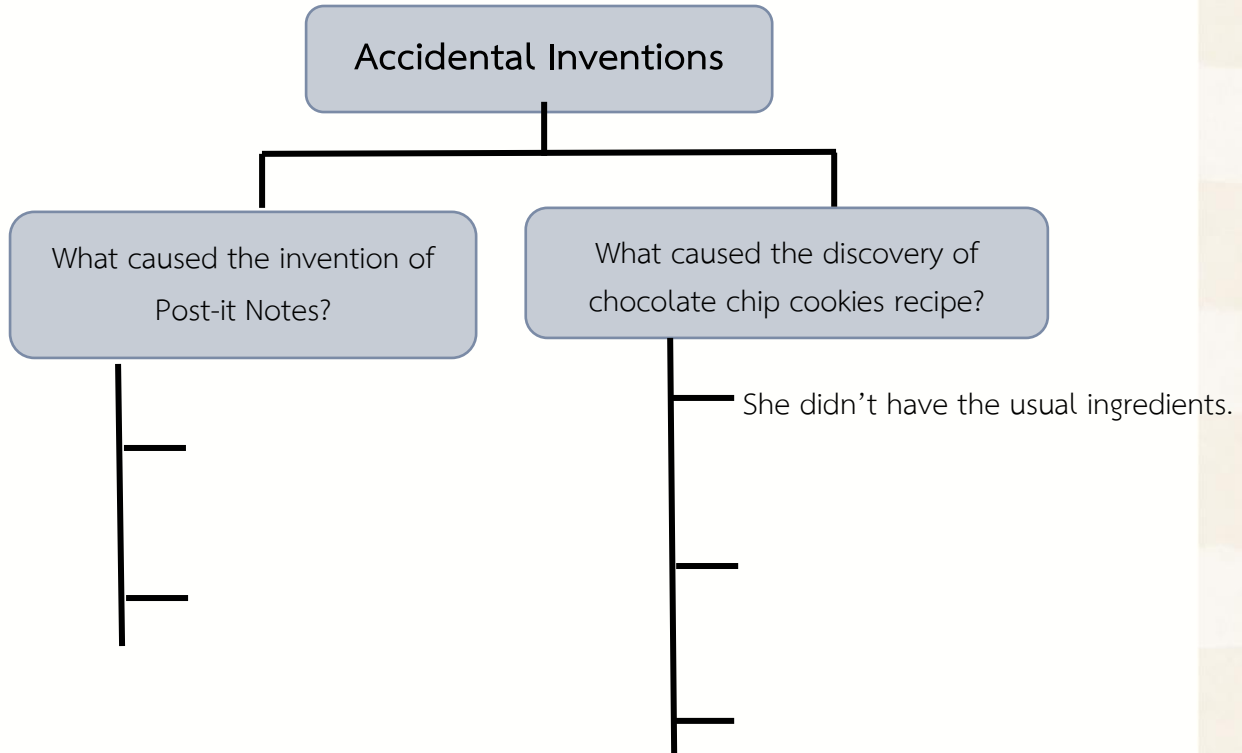 Accidental Inventions
What caused the invention of
Post-it Notes?
What caused the discovery of
chocolate chip cookies recipe?
She didn’t have the usual ingredients.